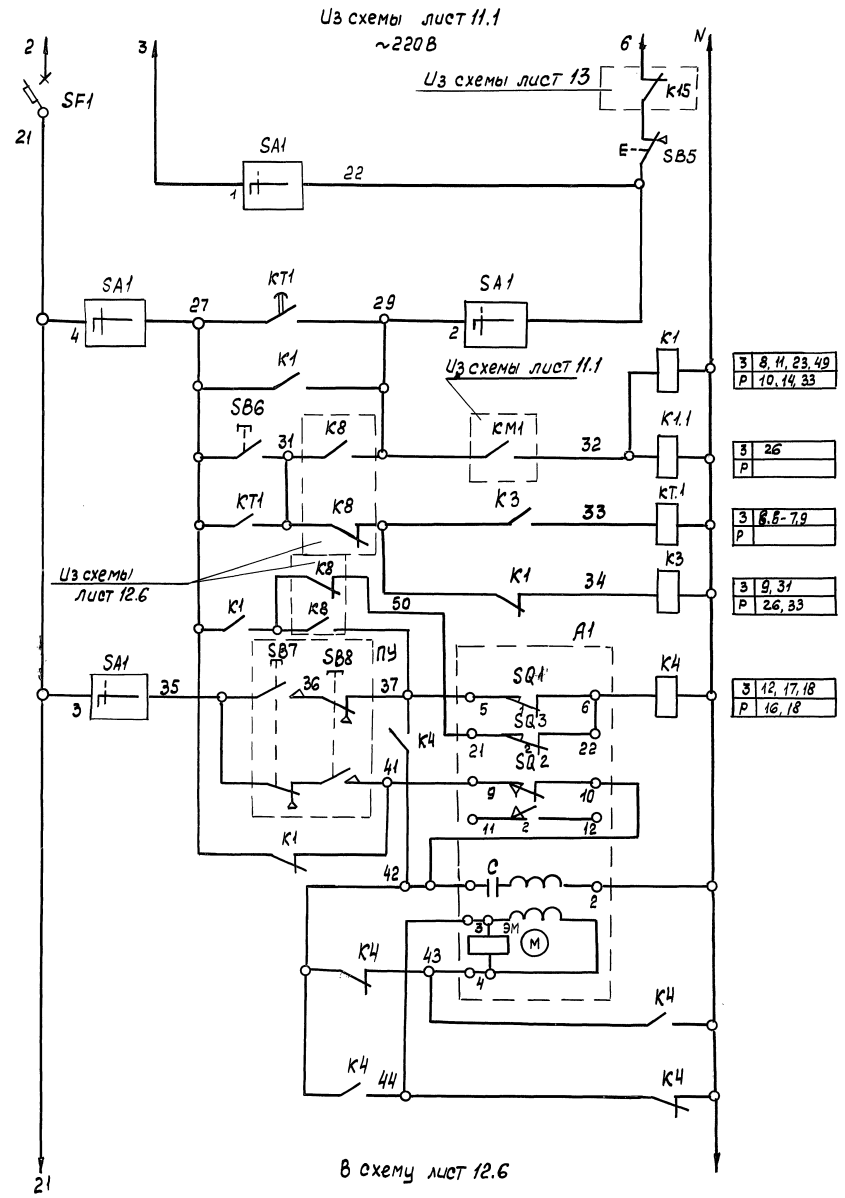 Из схемы лист 11.1
~220В
2
3
6
N
Из схемы лист 13
К15
SF1
21
SA1
22
1
E
SB5
SA1
27
КТ1
29
SA1
4
2
К1
З 8, 11, 23, 49
Р 10, 14, 33
К1
Из схемы лист 11.1
SB6
31
К8
КМ1
32
К1.1
З 26
Р
КТ1
К8
К3
33
КТ.1
Р
К3
Из схемы
лист 12.6
К8
К1
34
З 9, 31
Р 26, 33
50
К1
К8
А1
SB7
SB8
ПУ
SA1
35
36
37
SQ1
К4
З 12, 17, 18
Р 16, 18
3
5
1
6
SQ3
К4
21
2
22
SQ2
41
9
10
11
2
12
К1
42
С
2
3
ЭМ
М
К4
43
4
К4
К4
44
К4
21
В схему лист 12.6